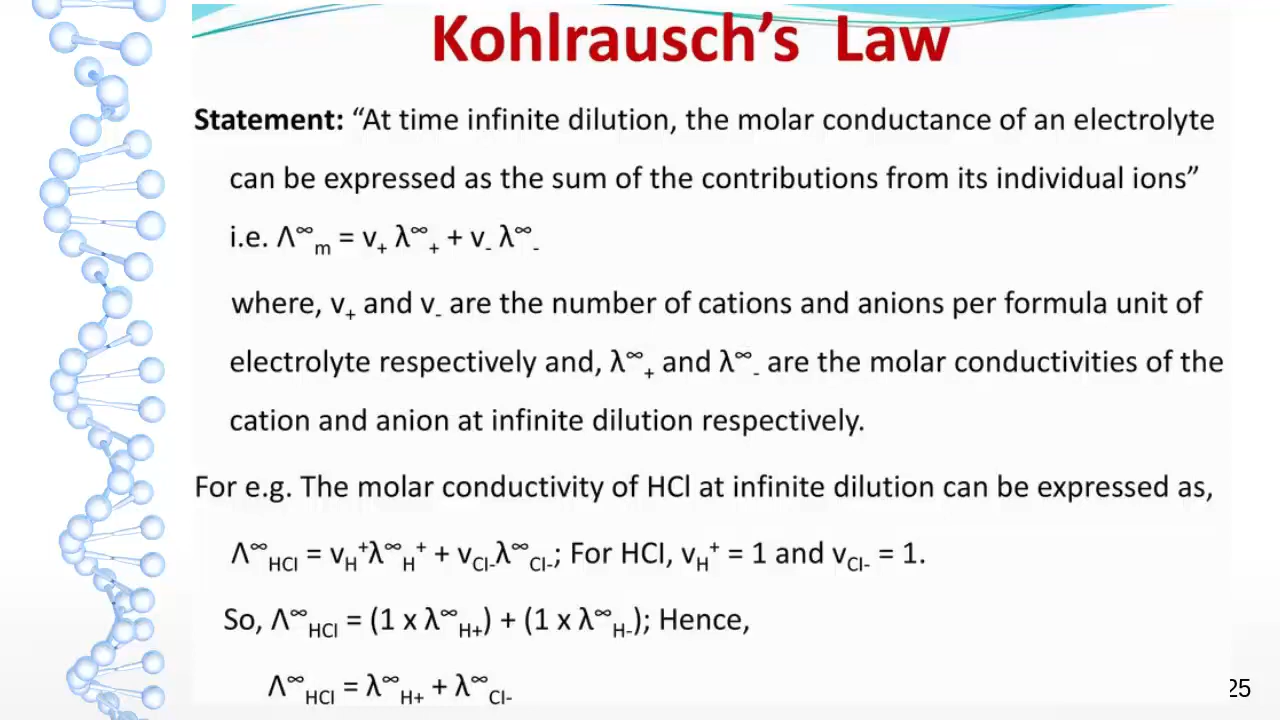 Kohlrausch’s Law
Statement: “At time infinite dilution, the molar conductance of an electrolyte
can be expressed as the sum of the contributions from its individual ions”
i.e. Λ∞m = v+ λ∞+ + v- λ∞-
where, v+ and v- are the number of cations and anions per formula unit of
electrolyte respectively and, λ∞+ and λ∞- are the molar conductivities of the
cation and anion at infinite dilution respectively.
For e.g. The molar conductivity of HCl at infinite dilution can be expressed as,
Λ∞HCl = vH+λ∞H+ + vCl-λ∞Cl-; For HCl, vH+ = 1 and vCl- = 1.
So, Λ∞HCl = (1 x λ∞H+) + (1 x λ∞H-); Hence,
Λ∞HCl = λ∞H+ + λ∞Cl-
25